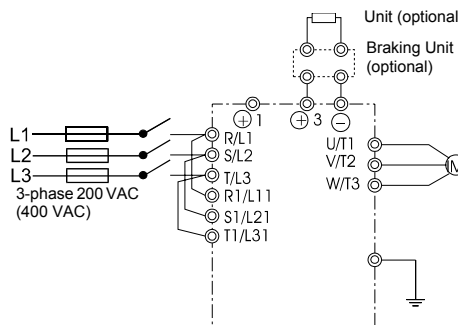 Unit (optional
Braking Unit
(optional)
⊕1
⊕3
⊖
L1
L2
L3
3-phase 200 VAC
(400 VAC)
R/L1
S/L2
T/L3
R1/L11
S1/L21
T1/L31
U/T1
V/T2
W/T3
M